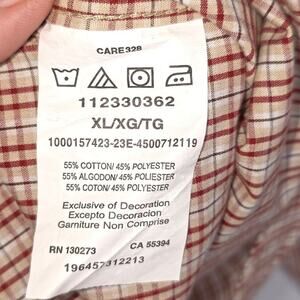 CARE328
112330362
XL/XG/TG
1000157423-23E-4500712119
55% COTTON/ 45% POLYESTER
55% ALGODON/ 45% POLIESTER
55% COTON/ 45% POLYESTER
Exclusive of Decoration
Excepto Decoracion
Garniture Non Comprise
RN 130273 CA 55394
196457312213